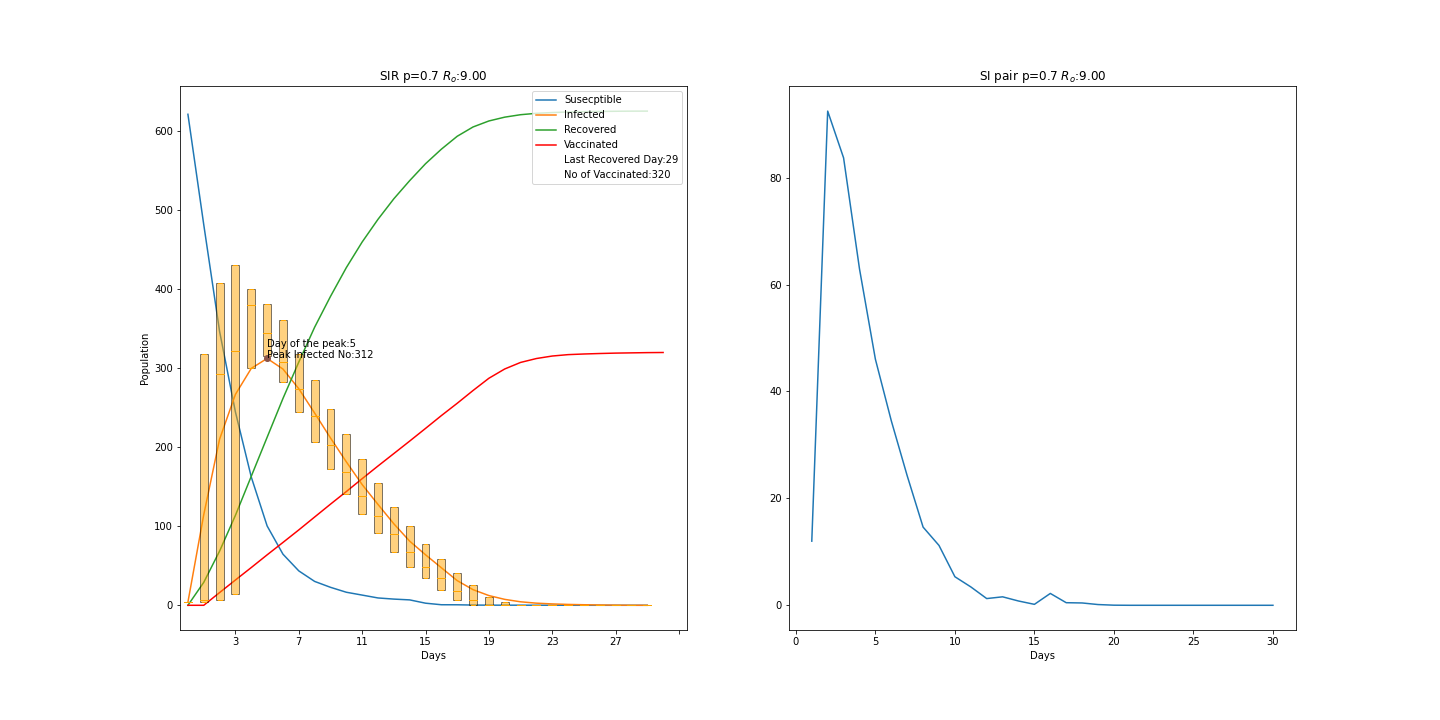 SIR p=0.7 Rₒ:9.00
Population
600
500
400
300
200
100
0
Susecptible
Infected
Recovered
Vaccinated
Last Recovered Day:29
No of Vaccinated:320
Day of the peak:5
Peak Infected No:312
3 7 11 15 19 23 27
Days
SI pair p=0.7 Rₒ:9.00
80
60
40
20
0
0 5 10 15 20 25 30
Days